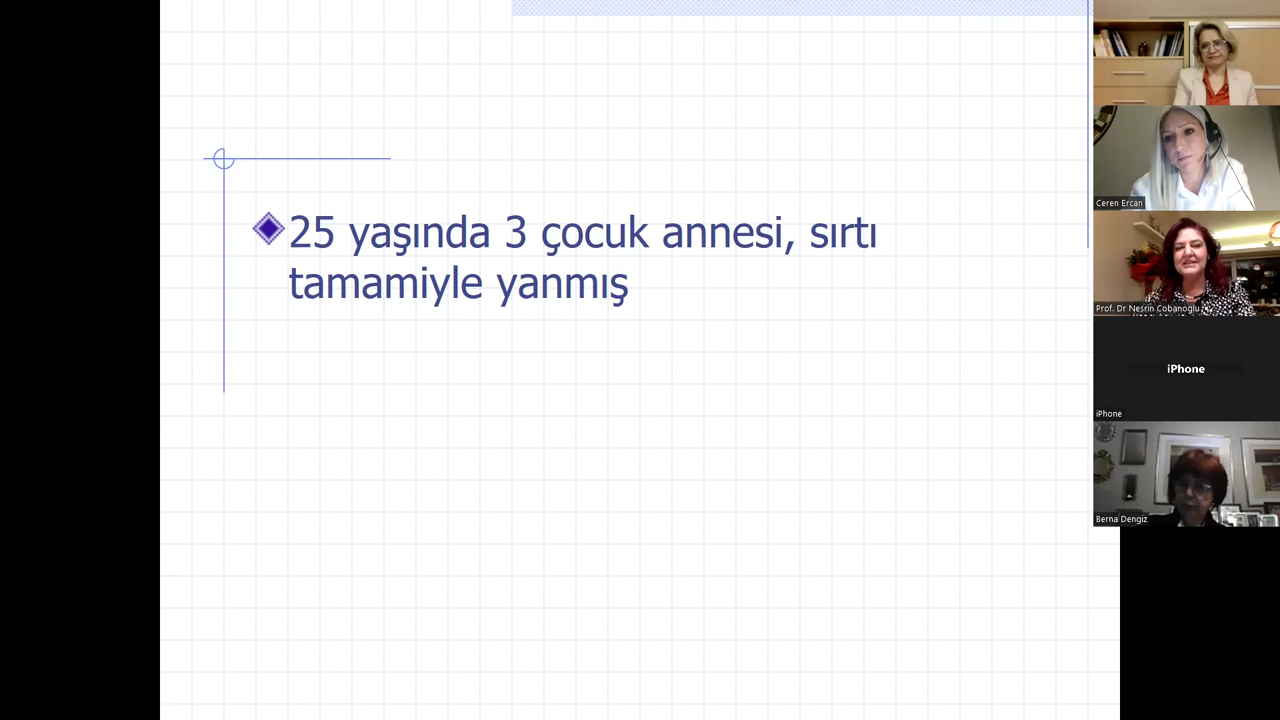 25 yaşında 3 çocuk annesi, sırtı
tamamiyle yanmış
Ceren Ercan
Prof. Dr Nesrin Cobanoglu
iPhone
iPhone
Berna Dengiz